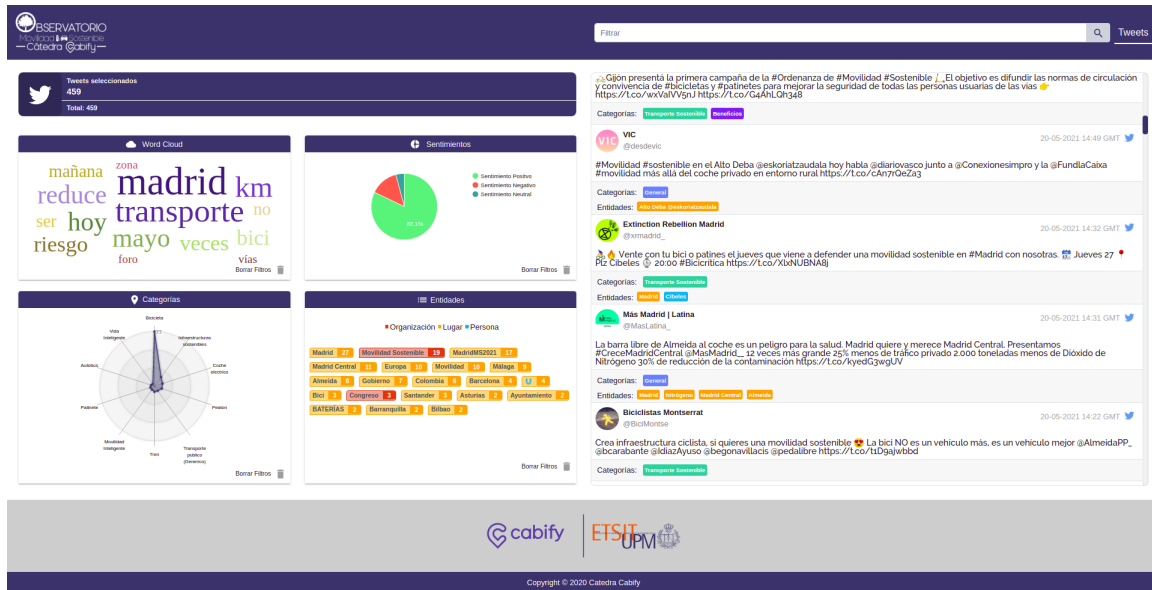 OBSERVATORIO
Movilidad Sostenible
Cátedra Cabify
Filtrar
Tweets
Tweets seleccionados
459
Total: 459
Word Cloud
mañana zona madrid km
reduce transporte no
ser hoy mayo veces bici
riesgo foro vías
Borrar Filtros
Sentimientos
Sentimiento Positivo
Sentimiento Negativo
Sentimiento Neutral
Borrar Filtros
Categorías
Bicicleta
Infraestructuras sostenibles
Coche eléctrico
Peaton
Transporte publico (Generico)
Tren
Movilidad Inteligente
Patinete
Autobus
Vista Inteligente
Borrar Filtros
Entidades
Organización Lugar Persona
Madrid 27 Movilidad Sostenible 19 MadridMS2021 17
Madrid Central 11 Europa 10 Movilidad 10 Málaga 9
Almeida 8 Gobierno 7 Colombia 6 Barcelona 4 U 4
Bici 3 Congreso 3 Santander 3 Asturias 2 Ayuntamiento 2
BATERÍAS 2 Barranquilla 2 Bilbao 2
Borrar Filtros
Gijón presentá la primera campaña de la #Ordenanza de #Movilidad #Sostenible El objetivo es difundir las normas de circulación
y convivencia de #bicicletas y #patinetes para mejorar la seguridad de todas las personas usuarias de las vías 👉
https://t.co/wxValVV5nJ https://t.co/G4AhLQh348
Categorias: Transporte Sostenible Beneficios
VIC
@desdevic
20-05-2021 14:49 GMT
#Movilidad #sostenible en el Alto Deba @eskoriatzaudala hoy habla @diariovasco junto a @Conexionesimpro y la @FundlaCaixa
#movilidad más allá del coche privado en entorno rural https://t.co/cAn7rQeZa3
Categorias: General
Entidades: Alto Deba @eskoriatzaudala
Extinction Rebellion Madrid
@xrmadrid_
20-05-2021 14:32 GMT
🚴🔥 Vente con tu bici o patines el jueves que viene a defender una movilidad sostenible en #Madrid con nosotras. 📅 Jueves 27 📍
Plz Cibeles 20:00 #Bicicrítica https://t.co/XlxNUBNA8j
Categorias: Transporte Sostenible
Entidades: Madrid Cibeles
Más Madrid | Latina
@MasLatina_
20-05-2021 14:31 GMT
La barra libre de Almeida al coche es un peligro para la salud. Madrid quiere y merece Madrid Central. Presentamos
#CreceMadridCentral @MasMadrid__ 12 veces más grande 25% menos de tráfico privado 2.000 toneladas menos de Dióxido de
Nitrógeno 30% de reducción de la contaminación https://t.co/kyedG3wgUV
Categorias: General
Entidades: Madrid Nitrógeno Madrid Central Almeida
Biciclistas Montserrat
@BiciMontse
20-05-2021 14:22 GMT
Crea infraestructura ciclista, si quieres una movilidad sostenible 😍 La bici NO es un vehículo más, es un vehículo mejor @AlmeidaPP_
@bcarabante @IdiazAyuso @begonavillacis @pedalibre https://t.co/t1D9ajwbbd
Categorias: Transporte Sostenible
cabify
ETSIT UPM
Copyright © 2020 Catedra Cabify